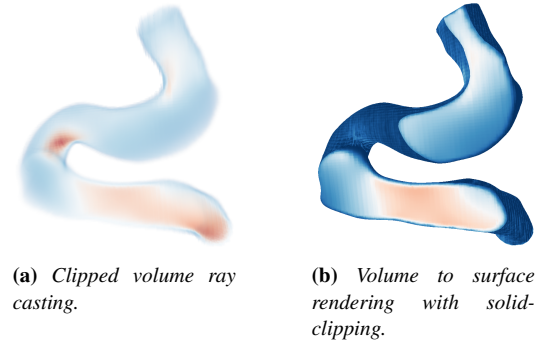 (a) Clipped volume ray
casting.
(b) Volume to surface
rendering with solid-
clipping.